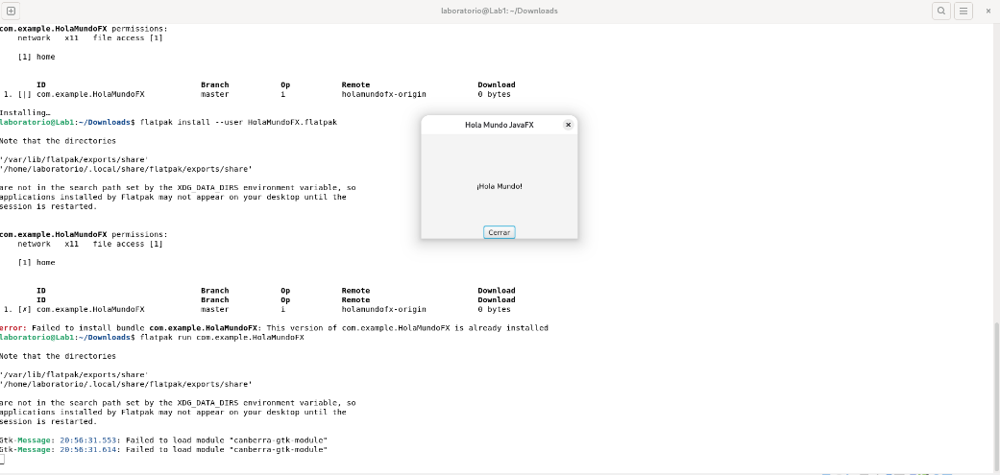 laboratorio@Lab1: ~/Downloads
com.example.HolaMundoFX permissions:
network x11 file access [1]
[1] home
ID Branch Op Remote Download
1. [|] com.example.HolaMundoFX master i holamundofx-origin 0 bytes
Installing…
laboratorio@Lab1:~/Downloads$ flatpak install --user HolaMundoFX.flatpak
Note that the directories
'/var/lib/flatpak/exports/share'
'/home/laboratorio/.local/share/flatpak/exports/share'
are not in the search path set by the XDG_DATA_DIRS environment variable, so
applications installed by Flatpak may not appear on your desktop until the
session is restarted.
com.example.HolaMundoFX permissions:
network x11 file access [1]
[1] home
ID Branch Op Remote Download
ID Branch Op Remote Download
1. [✗] com.example.HolaMundoFX master i holamundofx-origin 0 bytes
error: Failed to install bundle com.example.HolaMundoFX: This version of com.example.HolaMundoFX is already installed
laboratorio@Lab1:~/Downloads$ flatpak run com.example.HolaMundoFX
Note that the directories
'/var/lib/flatpak/exports/share'
'/home/laboratorio/.local/share/flatpak/exports/share'
are not in the search path set by the XDG_DATA_DIRS environment variable, so
applications installed by Flatpak may not appear on your desktop until the
session is restarted.
Gtk-Message: 20:56:31.553: Failed to load module "canberra-gtk-module"
Gtk-Message: 20:56:31.614: Failed to load module "canberra-gtk-module"
Hola Mundo JavaFX
¡Hola Mundo!
Cerrar